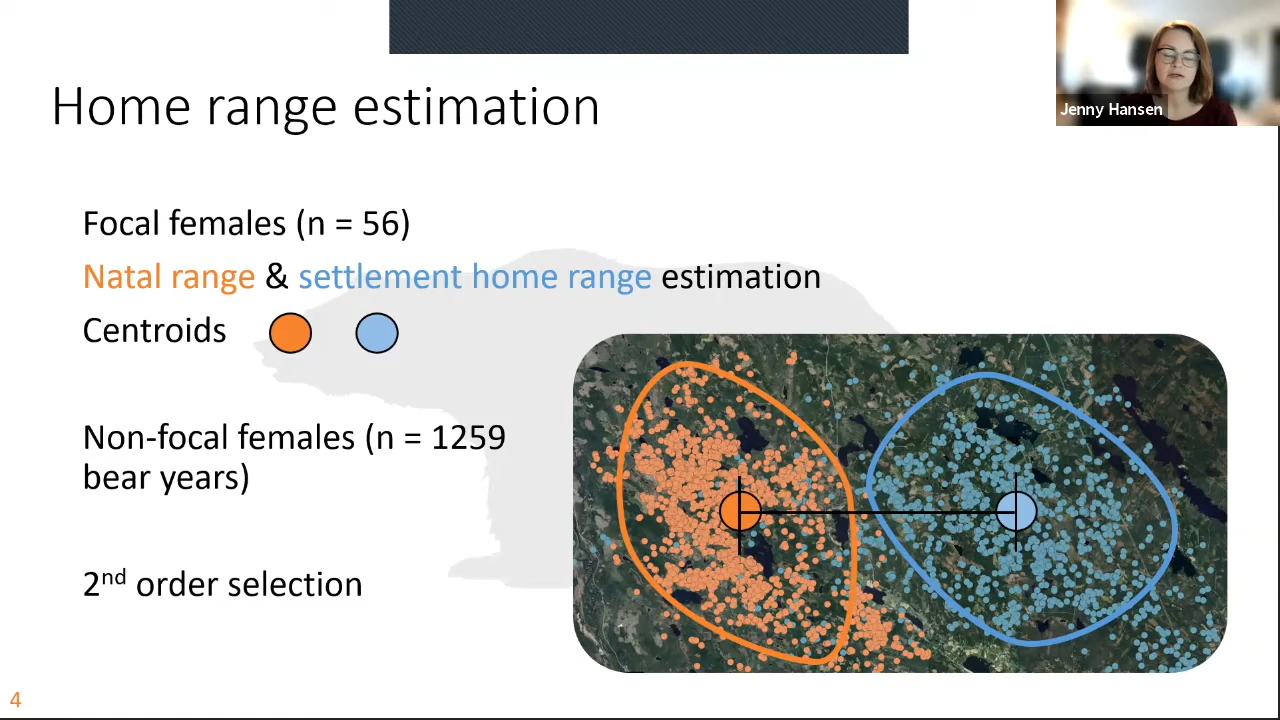 Jenny Hansen
Home range estimation
Focal females (n = 56)
Natal range & settlement home range estimation
Centroids
Non-focal females (n = 1259
bear years)
2nd order selection
4